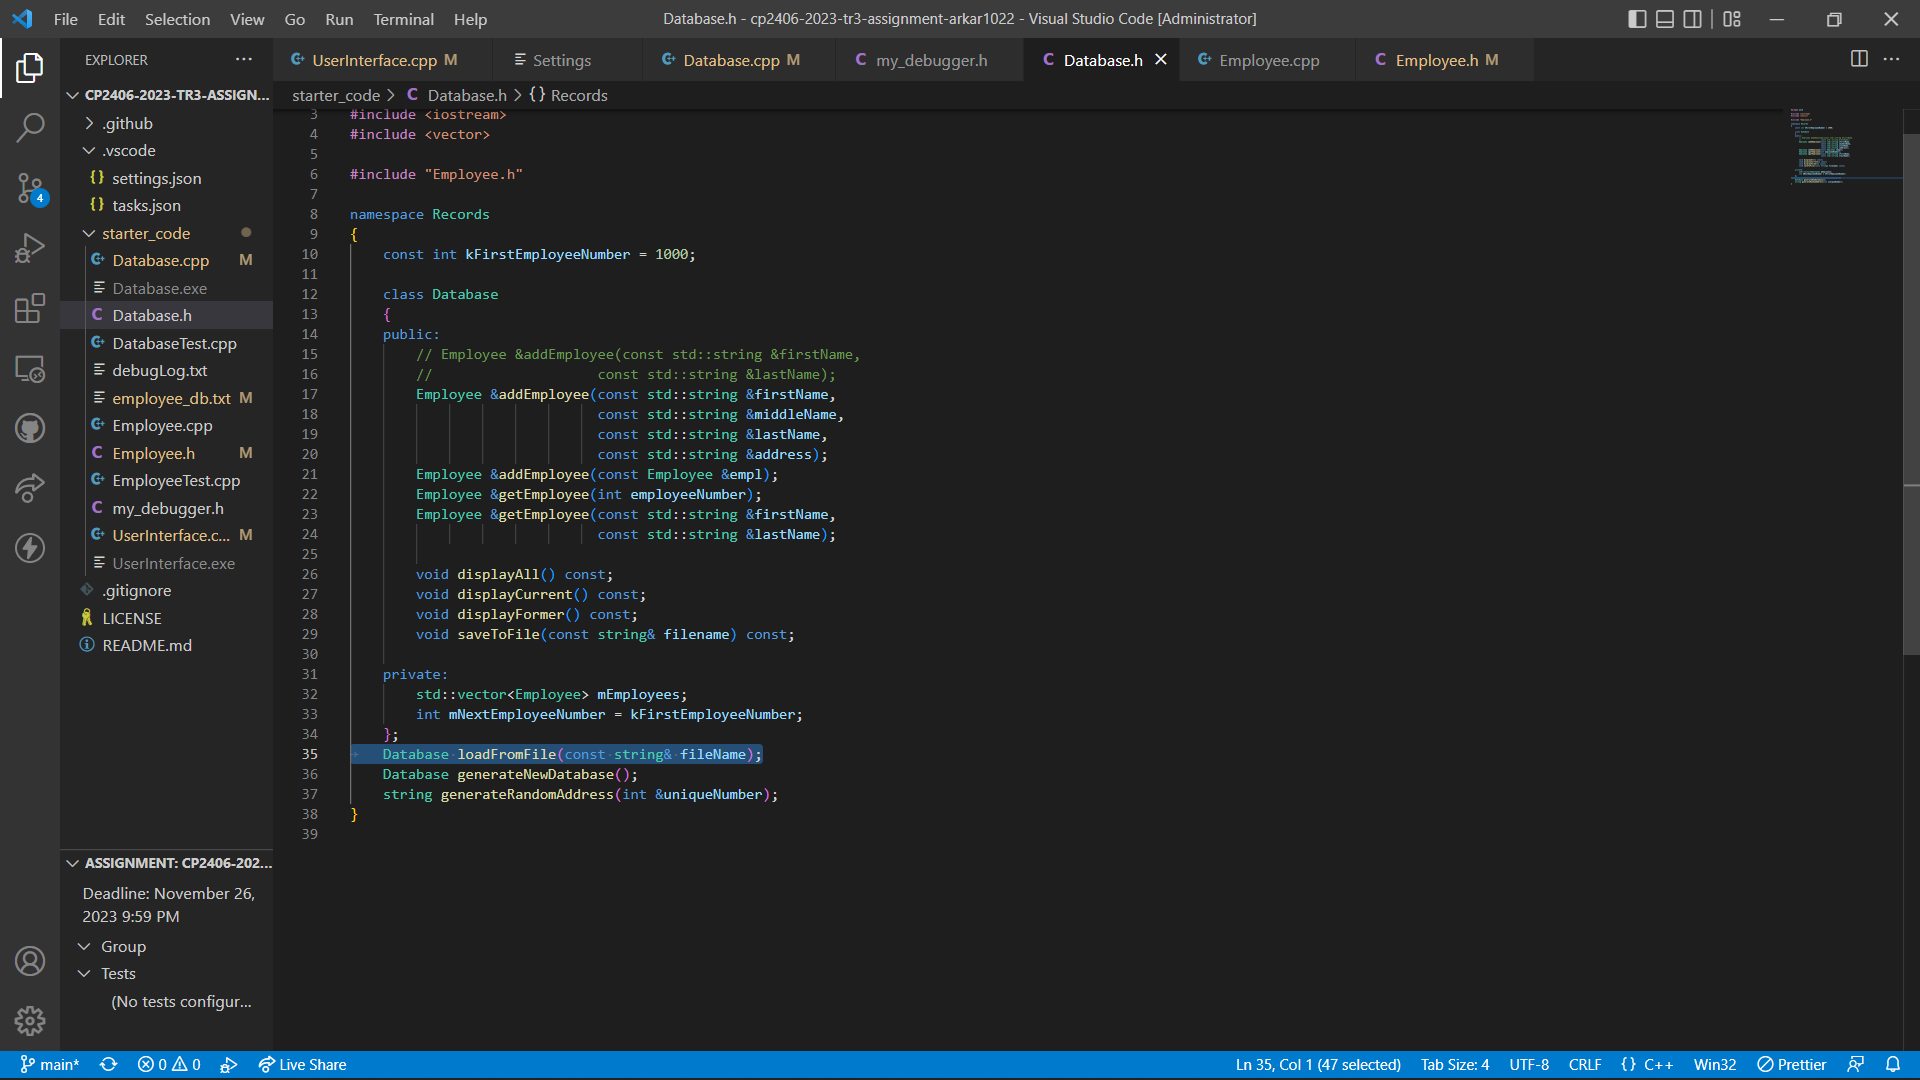 File Edit Selection View Go Run Terminal Help
Database.h - cp2406-2023-tr3-assignment-arkar1022 - Visual Studio Code [Administrator]
EXPLORER
UserInterface.cpp M
Settings
Database.cpp M
my_debugger.h
Database.h
Employee.cpp
Employee.h M
CP2406-2023-TR3-ASSIGN...
.github
.vscode
settings.json
tasks.json
starter_code
Database.cpp M
Database.exe
Database.h
DatabaseTest.cpp
debugLog.txt
employee_db.txt M
Employee.cpp
Employee.h M
EmployeeTest.cpp
my_debugger.h
UserInterface.c... M
UserInterface.exe
.gitignore
LICENSE
README.md
4
ASSIGNMENT: CP2406-202...
Deadline: November 26,
2023 9:59 PM
Group
Tests
(No tests configur...
starter_code > C Database.h > {} Records
3 #include <iostream>
4 #include <vector>
5
6 #include "Employee.h"
7
8 namespace Records
9 {
10 const int kFirstEmployeeNumber = 1000;
11
12 class Database
13 {
14 public:
15 // Employee &addEmployee(const std::string &firstName,
16 // const std::string &lastName);
17 Employee &addEmployee(const std::string &firstName,
18 const std::string &middleName,
19 const std::string &lastName,
20 const std::string &address);
21 Employee &addEmployee(const Employee &empl);
22 Employee &getEmployee(int employeeNumber);
23 Employee &getEmployee(const std::string &firstName,
24 const std::string &lastName);
25
26 void displayAll() const;
27 void displayCurrent() const;
28 void displayFormer() const;
29 void saveToFile(const string& filename) const;
30
31 private:
32 std::vector<Employee> mEmployees;
33 int mNextEmployeeNumber = kFirstEmployeeNumber;
34 };
35 Database loadFromFile(const string& fileName);
36 Database generateNewDatabase();
37 string generateRandomAddress(int &uniqueNumber);
38 }
39
main* 0 0 Live Share
Ln 35, Col 1 (47 selected) Tab Size: 4 UTF-8 CRLF {} C++ Win32 Prettier